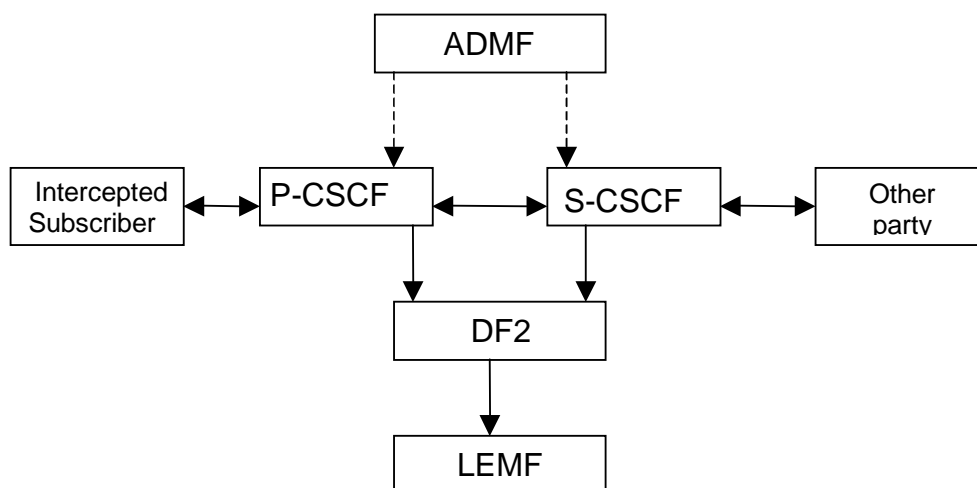 ADMF
Intercepted
Subscriber
P-CSCF
S-CSCF
Other
party
DF2
LEMF